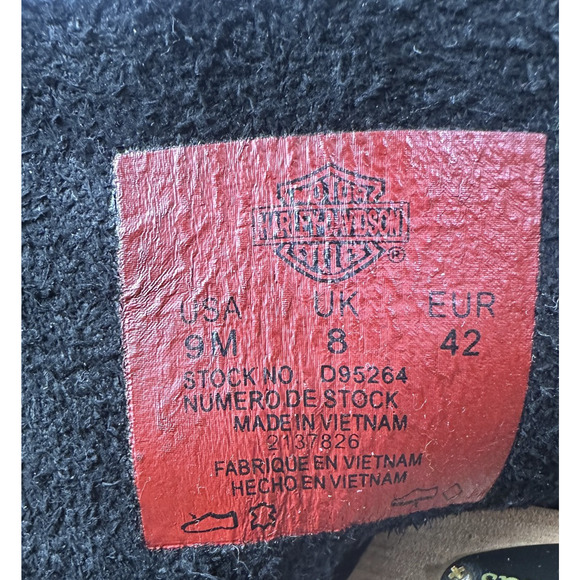 MOTOR
HARLEY-DAVIDSON
®
USA UK EUR
9M 8 42
STOCK NO. D95264
NUMERO DE STOCK
MADE IN VIETNAM
2137826
FABRIQUE EN VIETNAM
HECHO EN VIETNAM